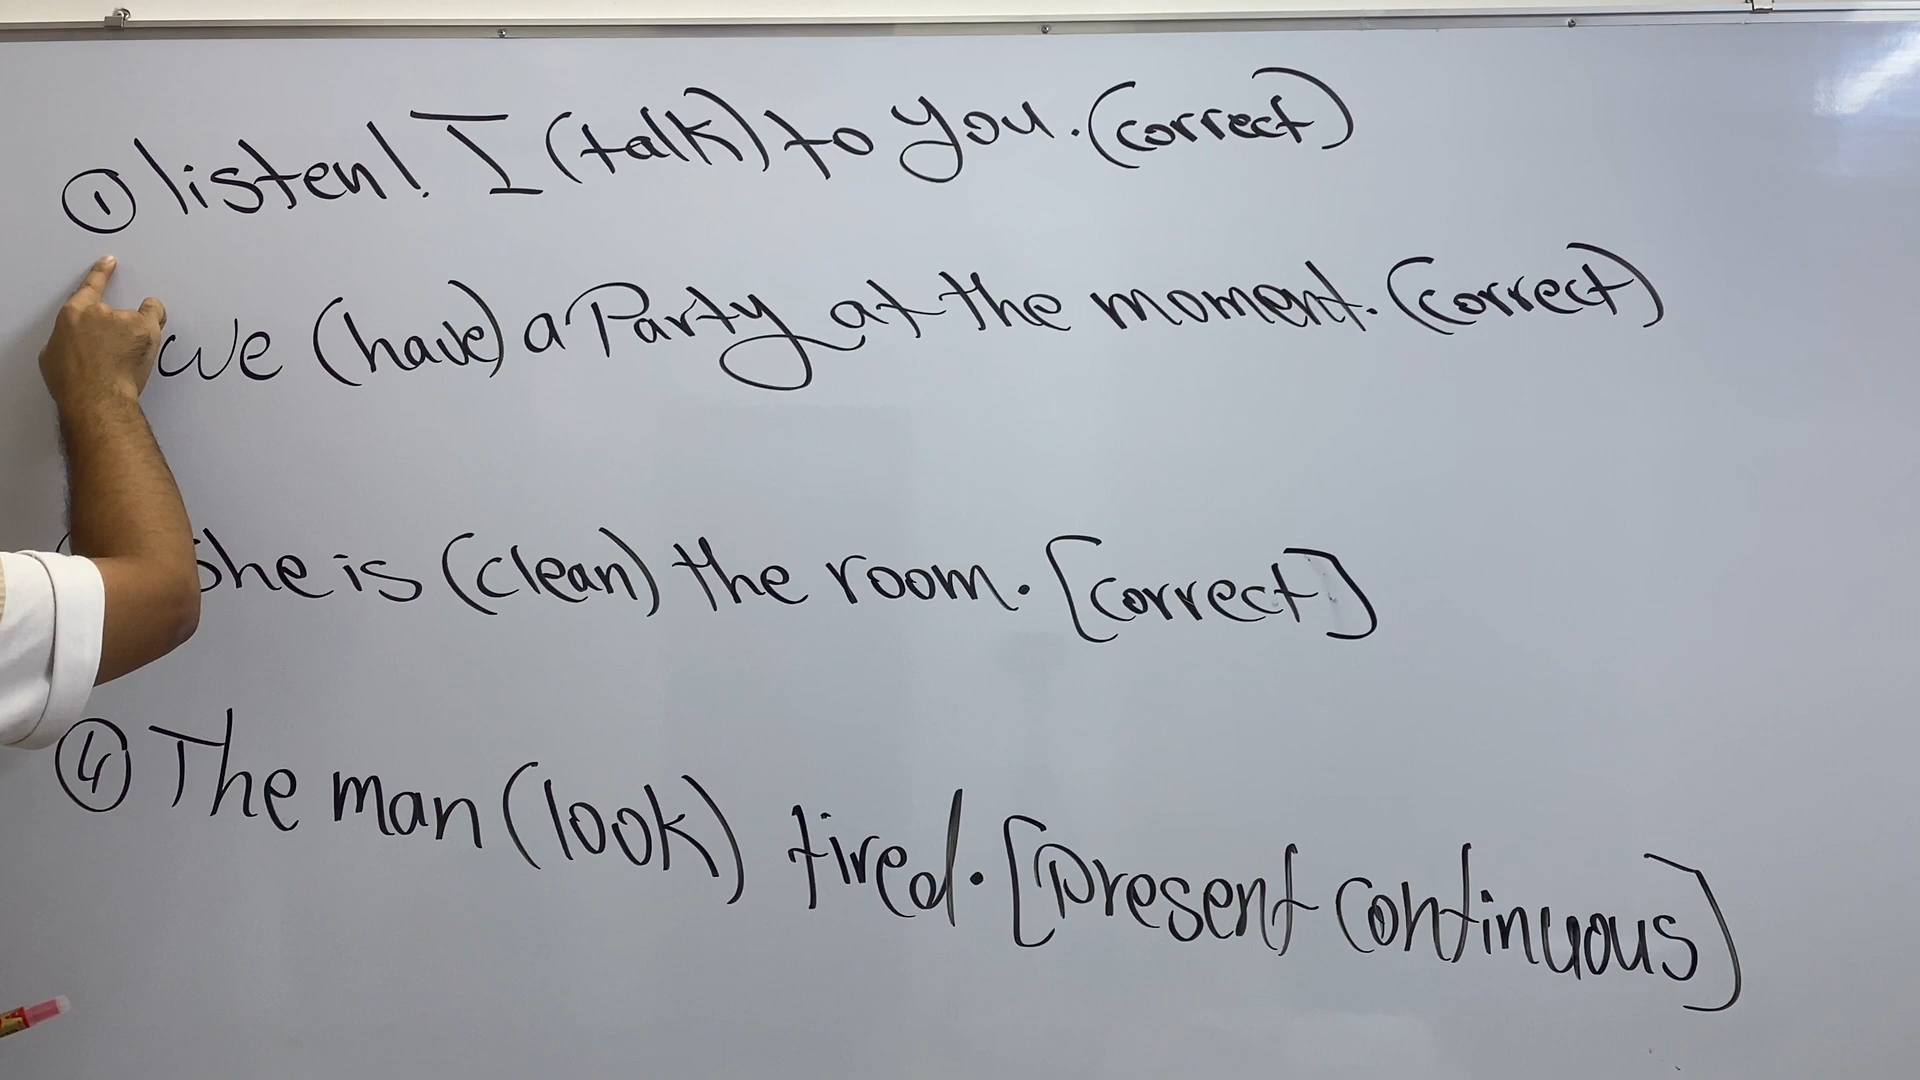 ① listen! I (talk) to you. (correct)
we (have) a Party at the moment. (correct)
She is (clean) the room. [correct]
④ The man (look) tired. [present continuous]